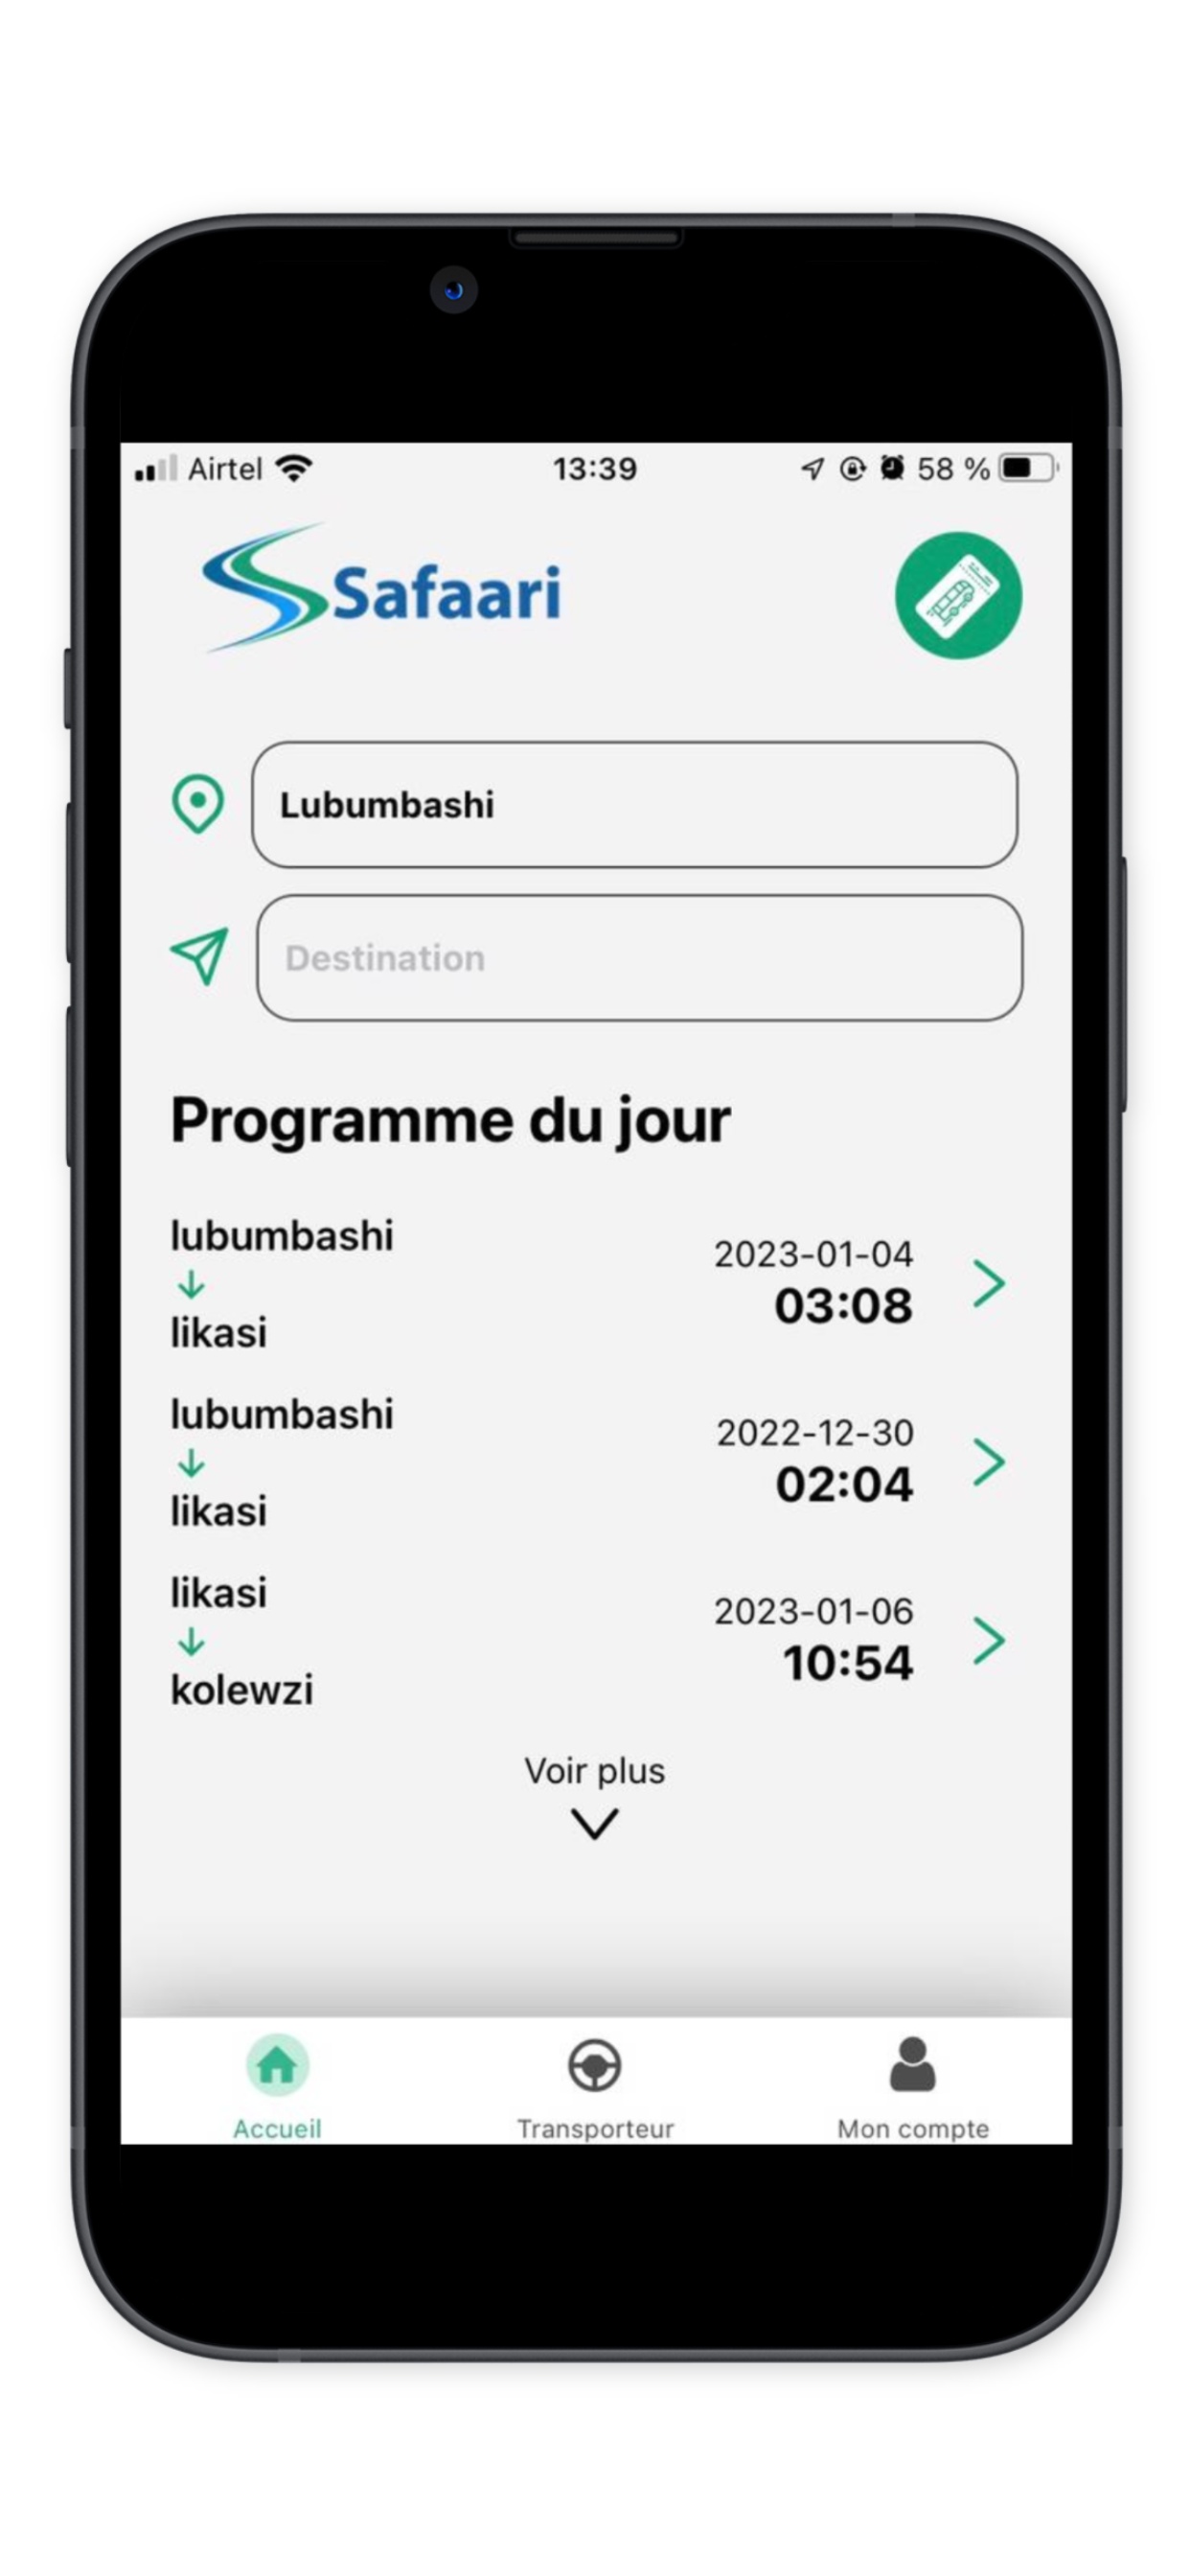 Airtel 13:39 58 %
Safaari
Lubumbashi
Destination
Programme du jour
lubumbashi
likasi
2023-01-04
03:08
lubumbashi
likasi
2022-12-30
02:04
likasi
kolewzi
2023-01-06
10:54
Voir plus
Accueil Transporteur Mon compte